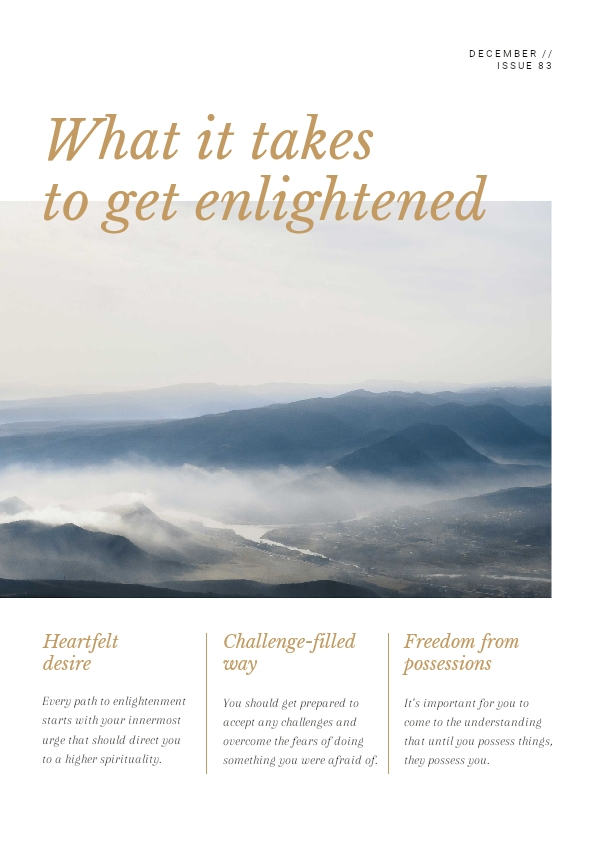 DECEMBER //
ISSUE 83
What it takes
to get enlightened
Heartfelt
desire
Every path to enlightenment
starts with your innermost
urge that should direct you
to a higher spirituality.
Challenge-filled
way
You should get prepared to
accept any challenges and
overcome the fears of doing
something you were afraid of.
Freedom from
possessions
It's important for you to
come to the understanding
that until you possess things,
they possess you.